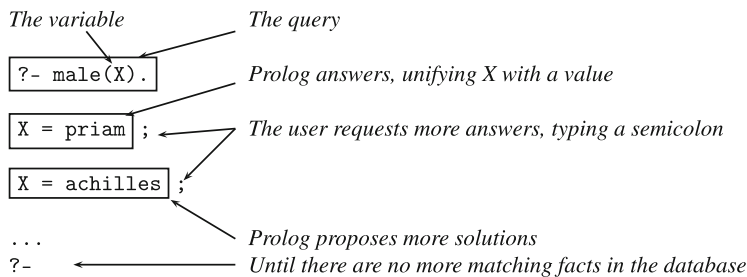 The variable The query
?- male(X).
Prolog answers, unifying X with a value
X = priam ;
The user requests more answers, typing a semicolon
X = achilles ;
... Prolog proposes more solutions
?- Until there are no more matching facts in the database